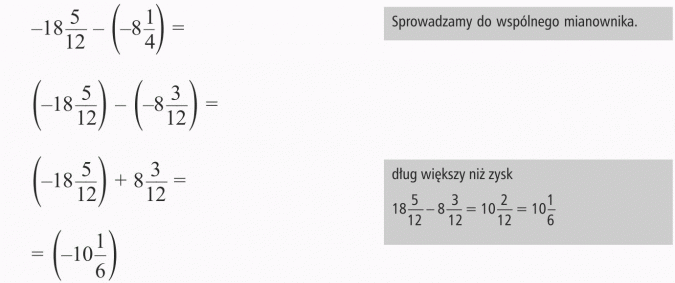 –18 5/12 – (–8 1/4) =
Sprowadzamy do wspólnego mianownika.
(–18 5/12) – (–8 3/12) =
(–18 5/12) + 8 3/12 =
dług większy niż zysk
18 5/12 – 8 3/12 = 10 2/12 = 10 1/6
= (–10 1/6)